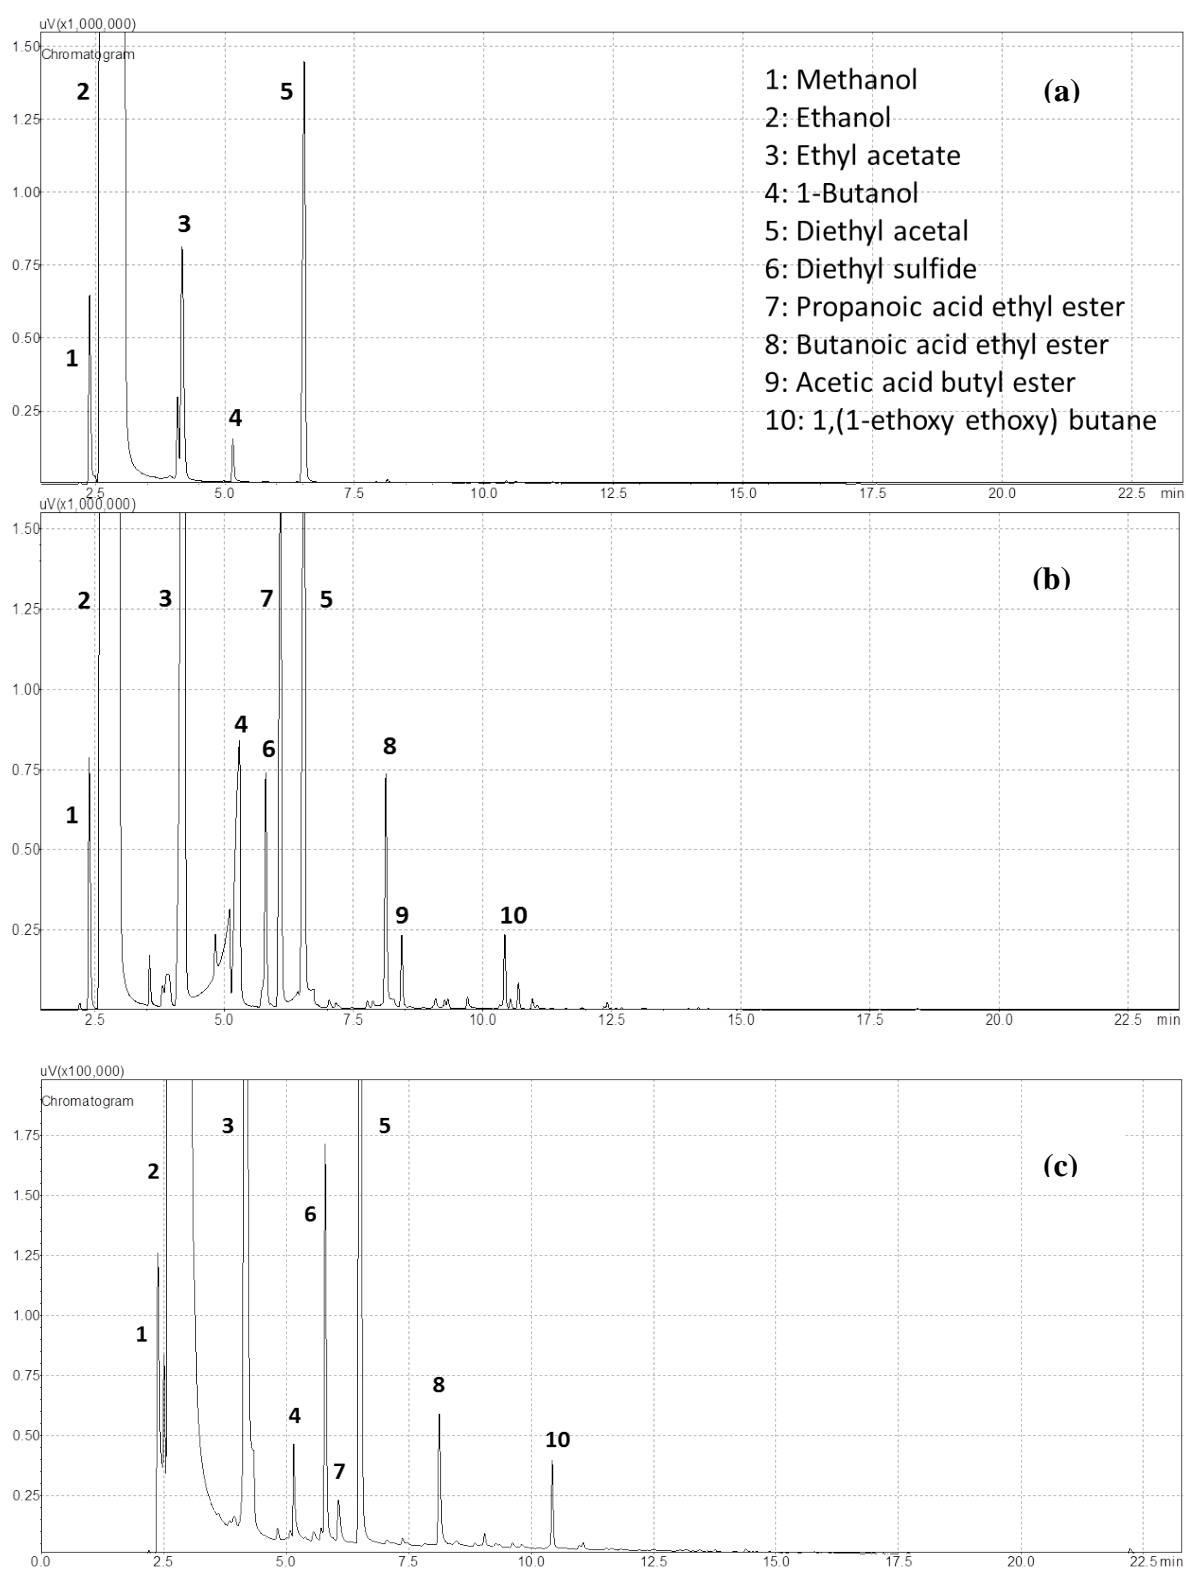 uV(x1,000,000)
Chromatogram
1.50
1.25
1.00
0.75
0.50
0.25
2
5
3
1
4
1: Methanol
2: Ethanol
3: Ethyl acetate
4: 1-Butanol
5: Diethyl acetal
6: Diethyl sulfide
7: Propanoic acid ethyl ester
8: Butanoic acid ethyl ester
9: Acetic acid butyl ester
10: 1,(1-ethoxy ethoxy) butane
(a)
2.5 5.0 7.5 10.0 12.5 15.0 17.5 20.0 22.5 min
uV(x1,000,000)
1.50
1.25
1.00
0.75
0.50
0.25
(b)
2 3 7 5
4
6
8
1
9 10
2.5 5.0 7.5 10.0 12.5 15.0 17.5 20.0 22.5 min
uV(x100,000)
Chromatogram
1.75
1.50
1.25
1.00
0.75
0.50
0.25
3 5
2
(c)
6
1
8
4
10
7
0.0 2.5 5.0 7.5 10.0 12.5 15.0 17.5 20.0 22.5 min